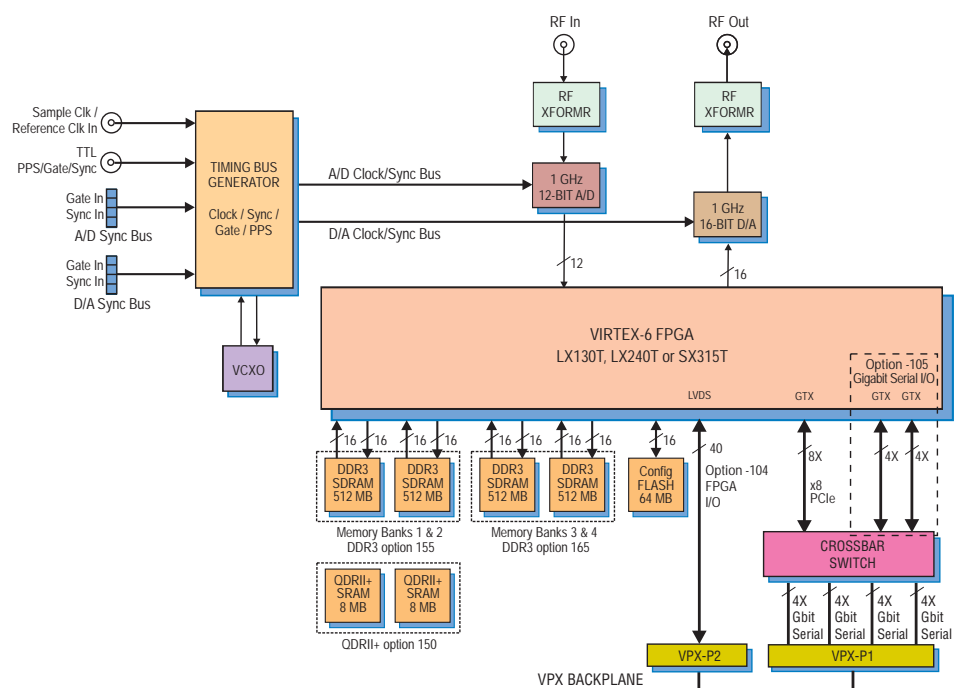 RF In
RF Out
RF
XFORMR
RF
XFORMR
Sample Clk /
Reference Clk In
TTL
PPS/Gate/Sync
Gate In
Sync In
A/D Sync Bus
Gate In
Sync In
D/A Sync Bus
TIMING BUS
GENERATOR
Clock / Sync /
Gate / PPS
VCXO
A/D Clock/Sync Bus
D/A Clock/Sync Bus
1 GHz
12-BIT A/D
1 GHz
16-BIT D/A
12
16
VIRTEX-6 FPGA
LX130T, LX240T or SX315T
LVDS
GTX
Option -105
Gigabit Serial I/O
GTX
GTX
16
16
16
16
16
16
16
16
16
40
8X
4X
4X
DDR3
SDRAM
512 MB
DDR3
SDRAM
512 MB
Memory Banks 1 & 2
DDR3 option 155
DDR3
SDRAM
512 MB
DDR3
SDRAM
512 MB
Memory Banks 3 & 4
DDR3 option 165
Config
FLASH
64 MB
Option -104
FPGA
I/O
x8
PCIe
CROSSBAR
SWITCH
QDRII+
SRAM
8 MB
QDRII+
SRAM
8 MB
QDRII+ option 150
4X
Gbit
Serial
4X
Gbit
Serial
4X
Gbit
Serial
4X
Gbit
Serial
VPX-P2
VPX-P1
VPX BACKPLANE